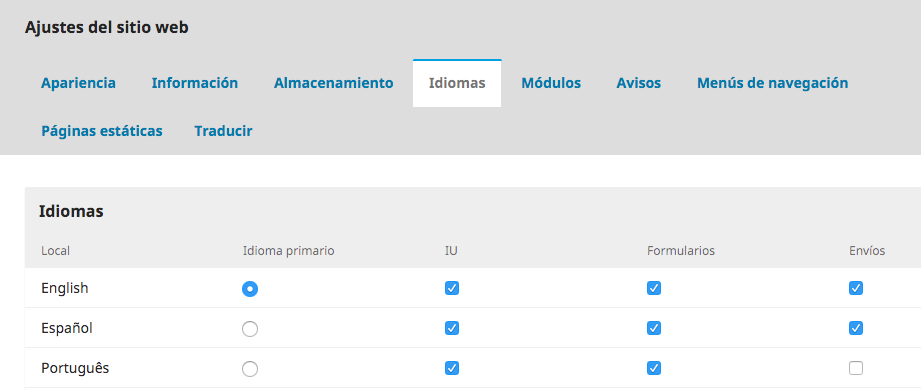 Ajustes del sitio web
Apariencia Información Almacenamiento Idiomas Módulos Avisos Menús de navegación
Páginas estáticas Traducir
Idiomas
Local Idioma primario IU Formularios Envíos
English
Español
Português